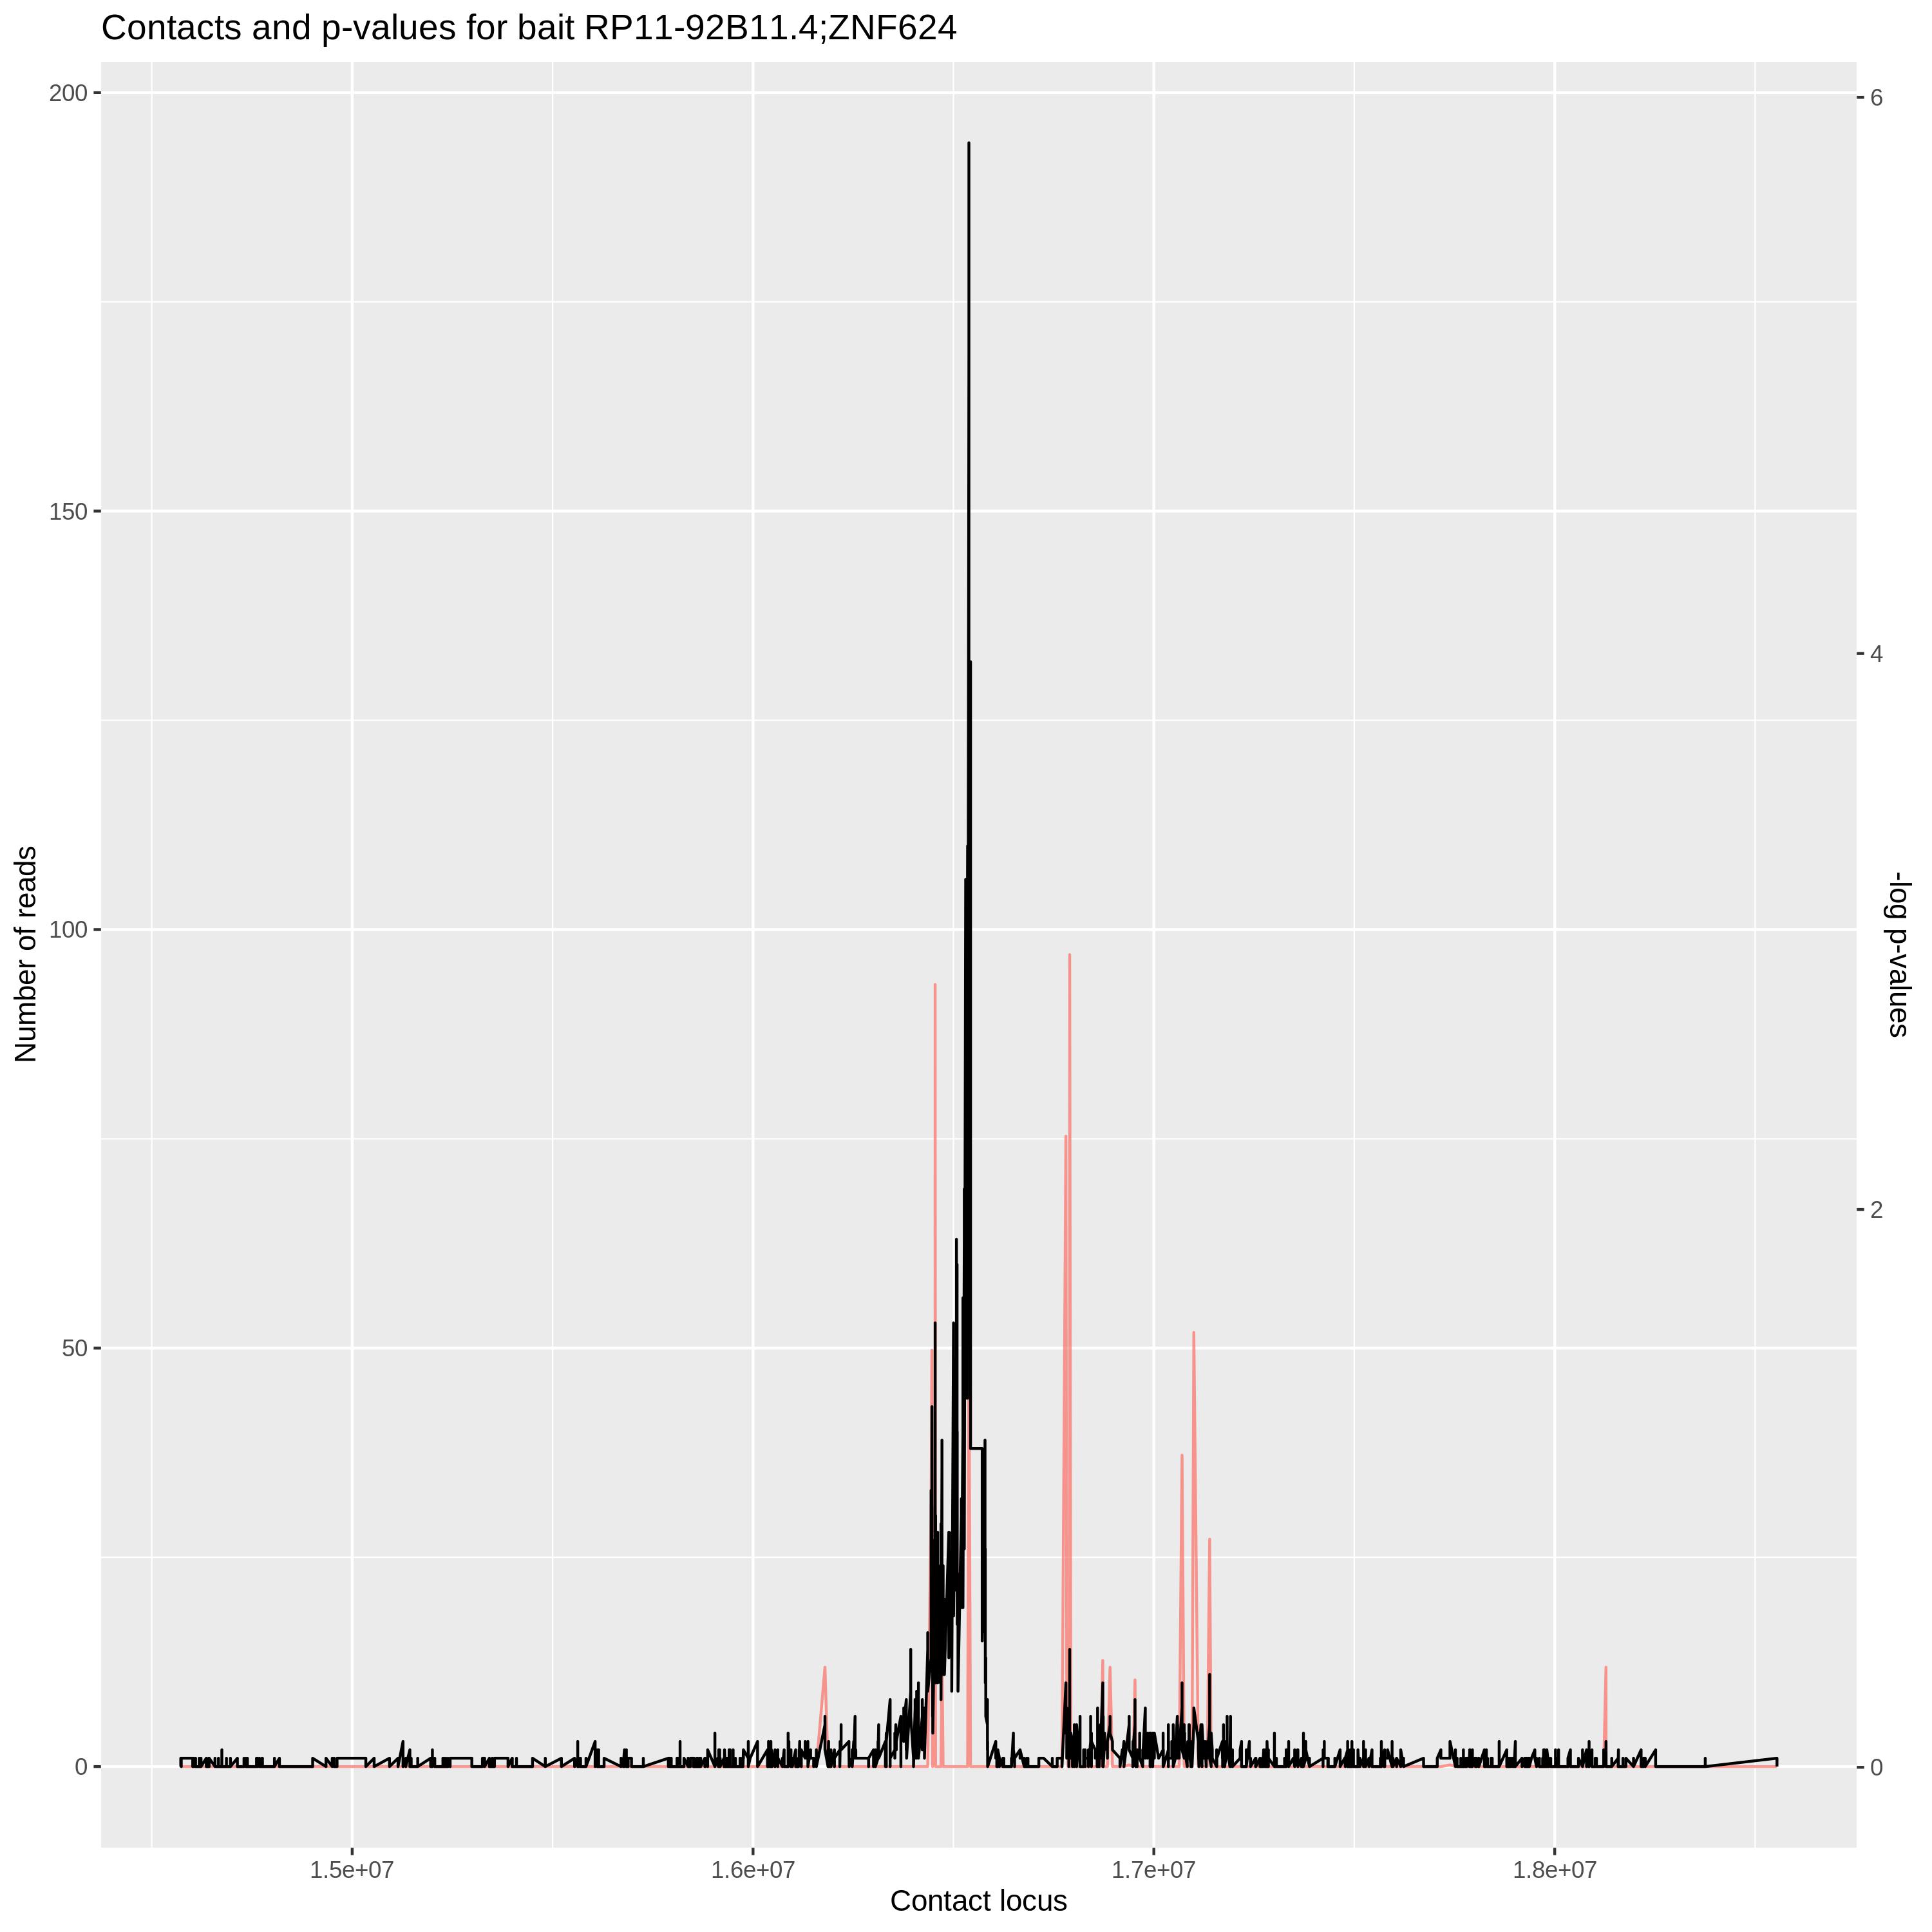 Contacts and p-values for bait RP11-92B11.4;ZNF624
200
150
100
50
0
Number of reads
6
4
2
0
-log p-values
1.5e+07 1.6e+07 1.7e+07 1.8e+07
Contact locus